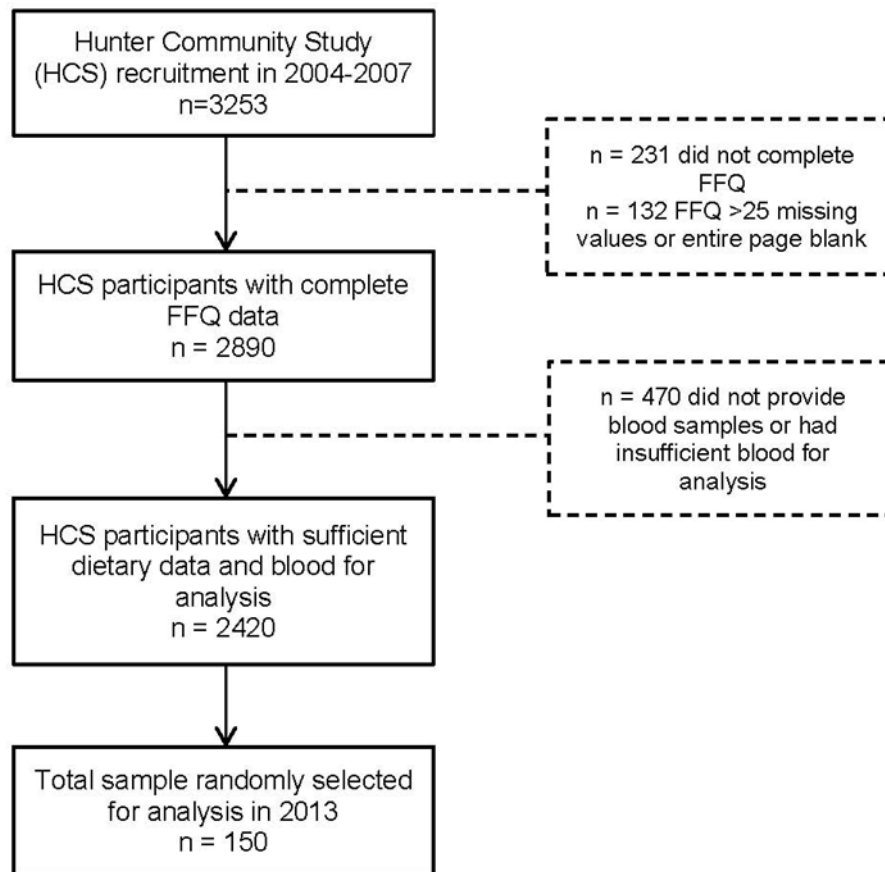 Hunter Community Study
(HCS) recruitment in 2004-2007
n=3253
n = 231 did not complete
FFQ
n = 132 FFQ >25 missing
values or entire page blank
HCS participants with complete
FFQ data
n = 2890
n = 470 did not provide
blood samples or had
insufficient blood for
analysis
HCS participants with sufficient
dietary data and blood for
analysis
n = 2420
Total sample randomly selected
for analysis in 2013
n = 150